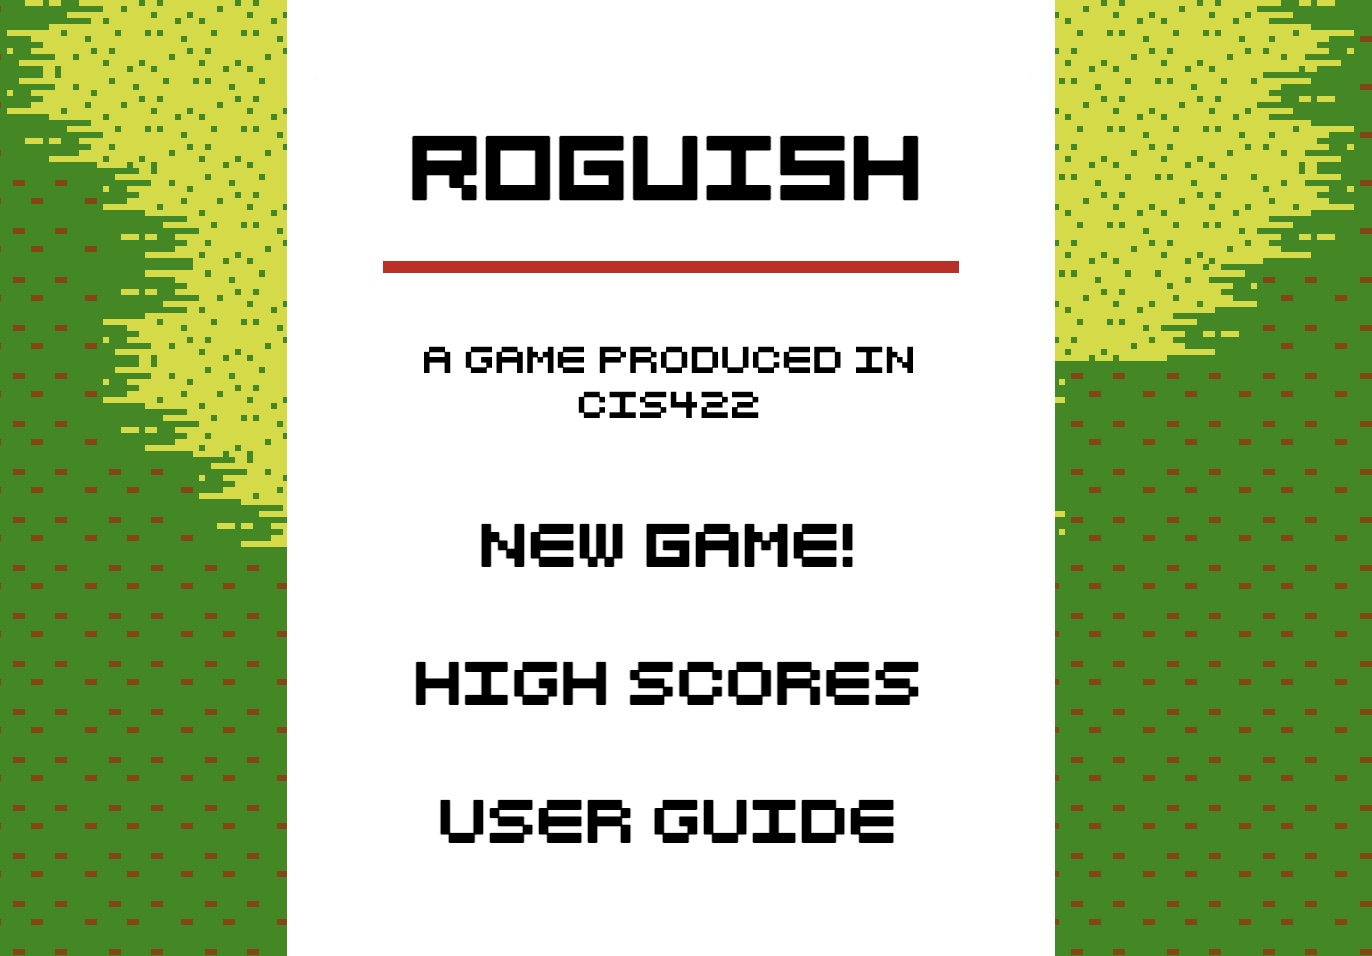 ROGUISH
A GAME PRODUCED IN
CIS422
NEW GAME!
HIGH SCORES
USER GUIDE